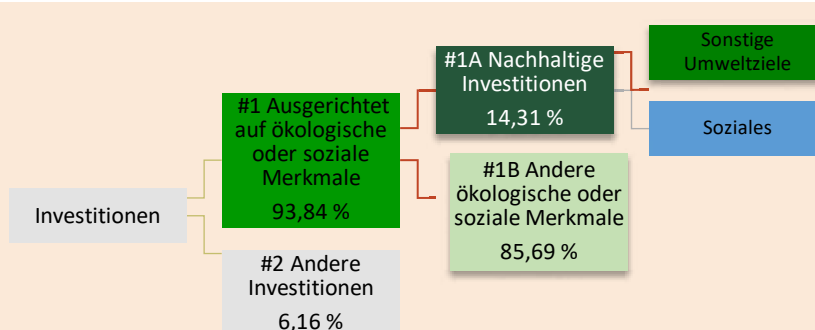 Investitionen
#1 Ausgerichtet
auf ökologische
oder soziale
Merkmale
93,84 %
#2 Andere
Investitionen
6,16 %
#1A Nachhaltige
Investitionen
14,31 %
#1B Andere
ökologische oder
soziale Merkmale
85,69 %
Sonstige
Umweltziele
Soziales